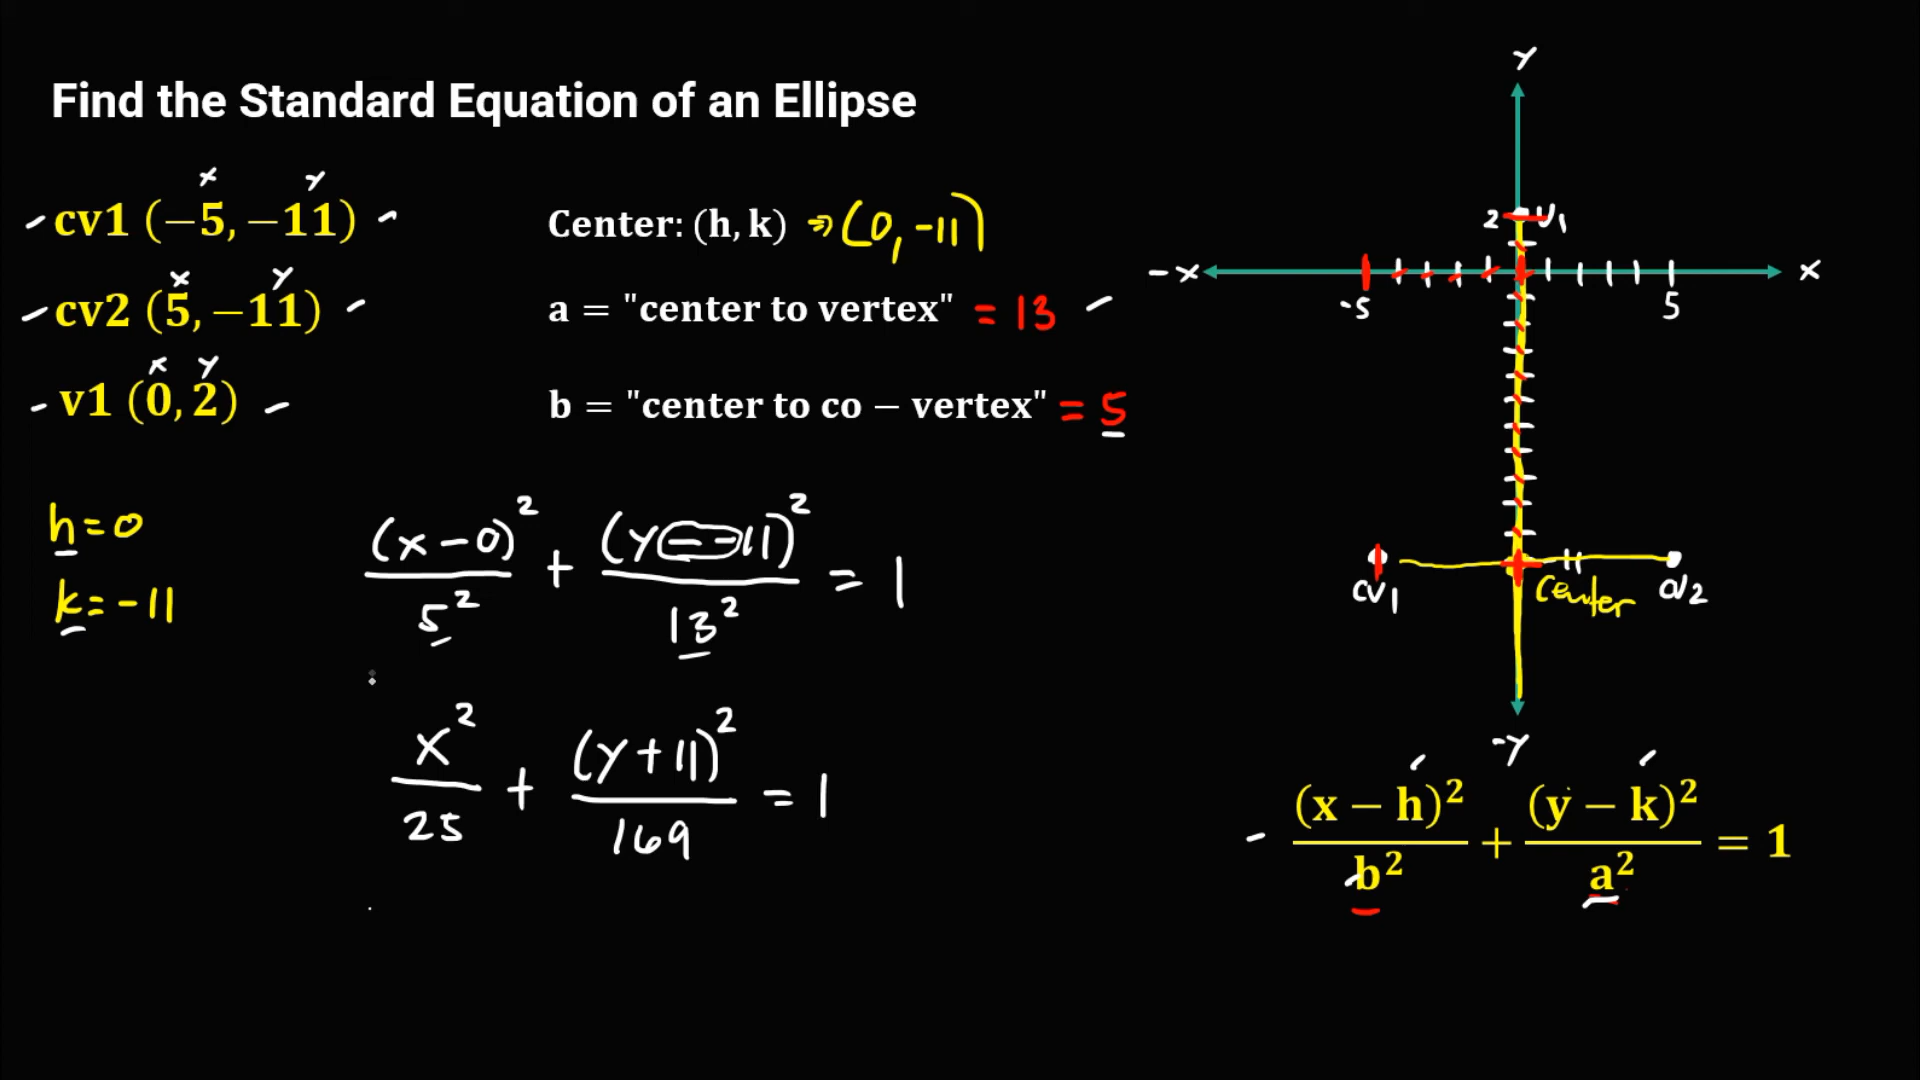 Find the Standard Equation of an Ellipse
x y
cv1 (−5, −11)
x y
cv2 (5, −11)
x y
v1 (0, 2)
Center: (h, k) ⇒ (0, -11)
a = "center to vertex" = 13
b = "center to co − vertex" = 5
h = 0
k = -11
(x - 0)²/5² + (y - -11)²/13² = 1
x²/25 + (y + 11)²/169 = 1
Y
2 V1
-x x
-5 5
CV1 Center CV2
-Y
(x − h)²/b² + (y − k)²/a² = 1